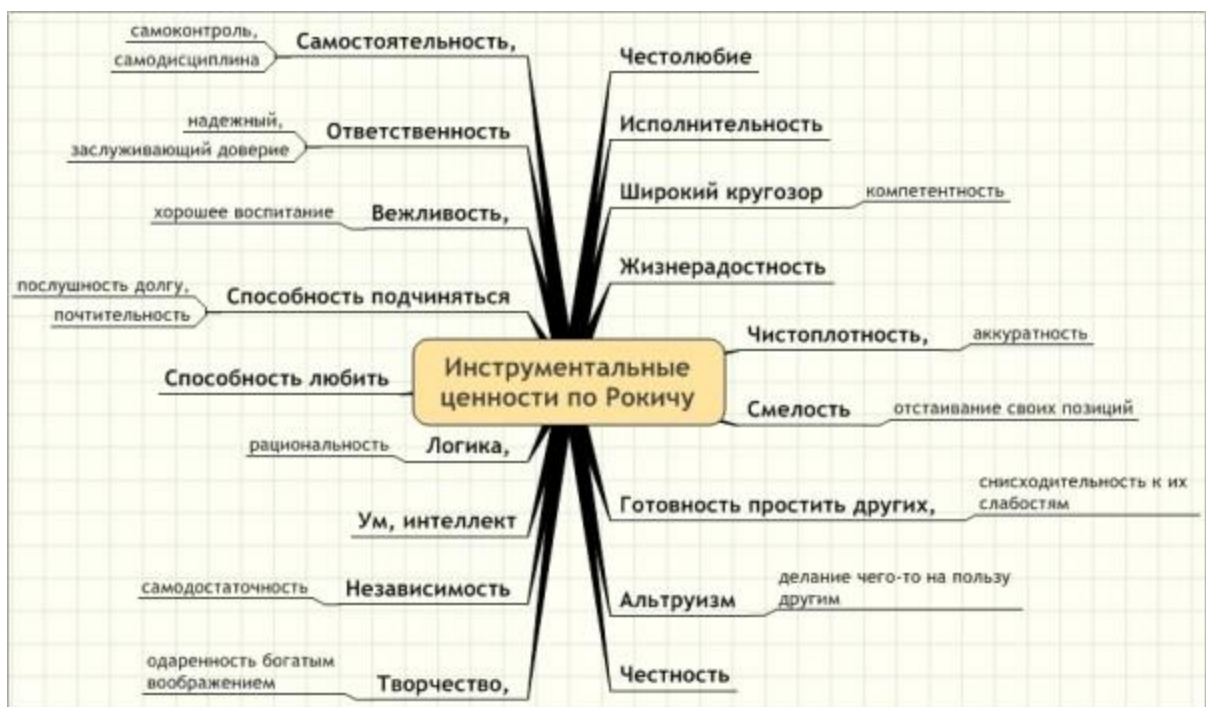 Инструментальные
ценности по Рокичу
Честолюбие
Исполнительность
Широкий кругозор
компетентность
Жизнерадостность
Чистоплотность,
аккуратность
Смелость
отстаивание своих позиций
Готовность простить других,
снисходительность к их
слабостям
Альтруизм
делание чего-то на пользу
другим
Честность
Самостоятельность,
самоконтроль,
самодисциплина
Ответственность
надежный,
заслуживающий доверие
Вежливость,
хорошее воспитание
Способность подчиняться
послушность долгу,
почтительность
Способность любить
Логика,
рациональность
Ум, интеллект
Независимость
самодостаточность
Творчество,
одаренность богатым
воображением